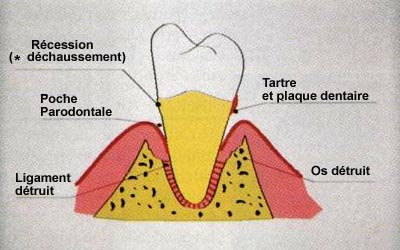 Récession
(* déchaussement)
Tartre
et plaque dentaire
Poche
Parodontale
Ligament
détruit
Os détruit